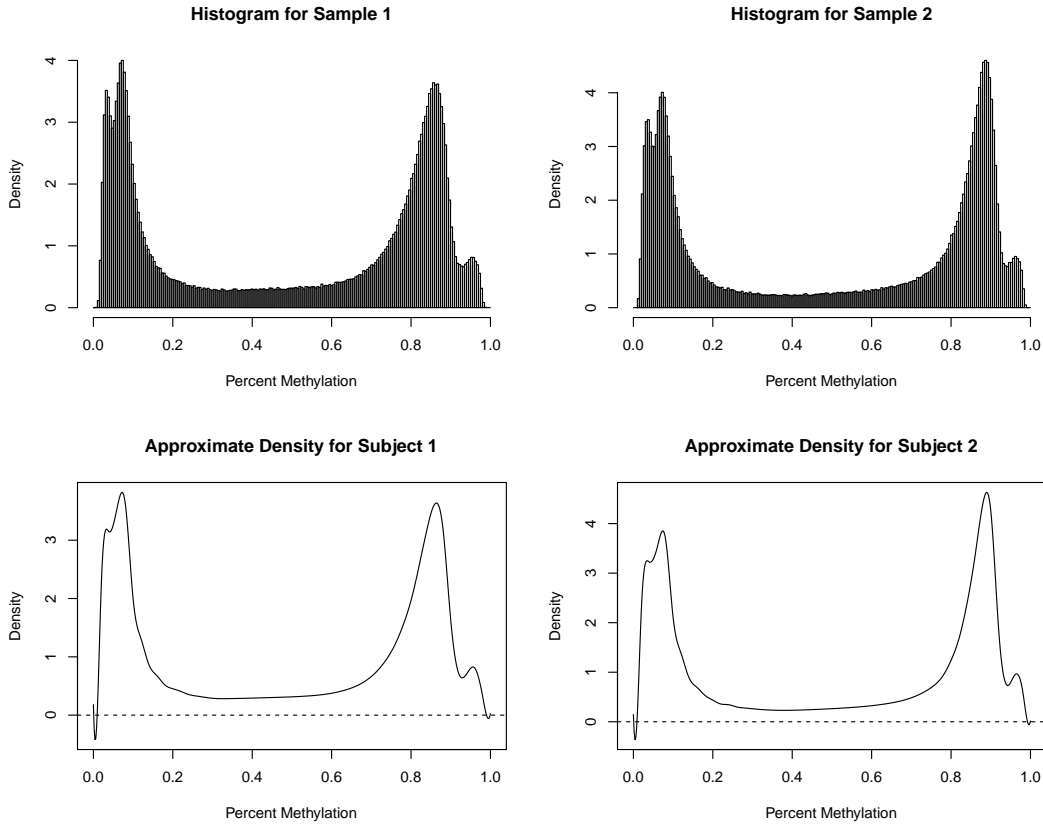 Histogram for Sample 1
Density
0 1 2 3 4
0.0 0.2 0.4 0.6 0.8 1.0
Percent Methylation
Histogram for Sample 2
Density
0 1 2 3 4
0.0 0.2 0.4 0.6 0.8 1.0
Percent Methylation
Approximate Density for Subject 1
Density
0 1 2 3
0.0 0.2 0.4 0.6 0.8 1.0
Percent Methylation
Approximate Density for Subject 2
Density
0 1 2 3 4
0.0 0.2 0.4 0.6 0.8 1.0
Percent Methylation